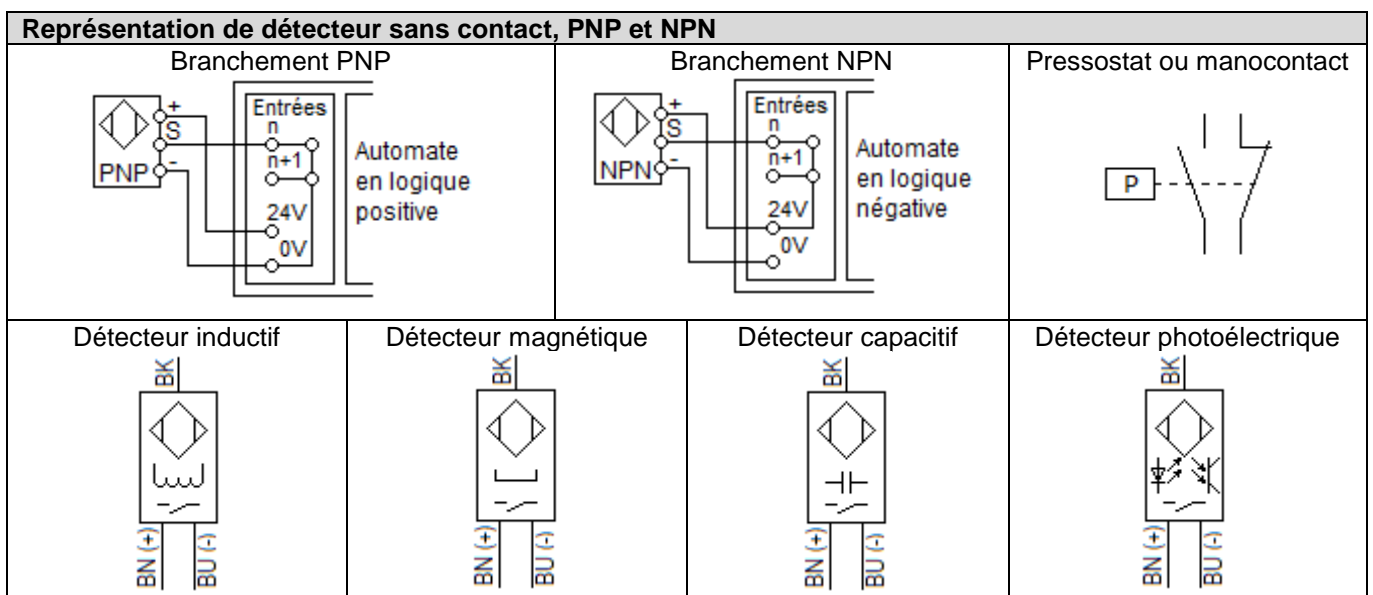 Représentation de détecteur sans contact, PNP et NPN
Branchement PNP
+
S
-
PNP
Entrées
n
n+1
24V
0V
Automate
en logique
positive
Branchement NPN
+
S
-
NPN
Entrées
n
n+1
24V
0V
Automate
en logique
négative
Pressostat ou manocontact
P
Détecteur inductif
BK
BN (+)
BU (-)
Détecteur magnétique
BK
BN (+)
BU (-)
Détecteur capacitif
BK
BN (+)
BU (-)
Détecteur photoélectrique
BK
BN (+)
BU (-)